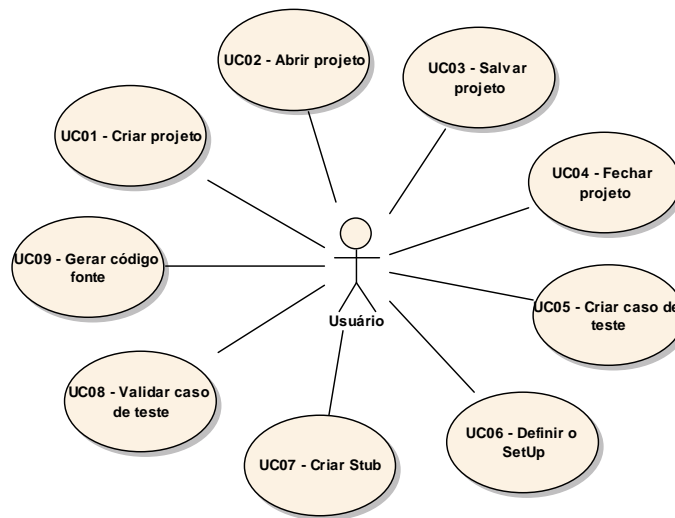 UC02 - Abrir projeto
UC03 - Salvar
projeto
UC01 - Criar projeto
UC04 - Fechar
projeto
UC09 - Gerar código
fonte
UC05 - Criar caso de
teste
Usuário
UC08 - Validar caso
de teste
UC06 - Definir o
SetUp
UC07 - Criar Stub